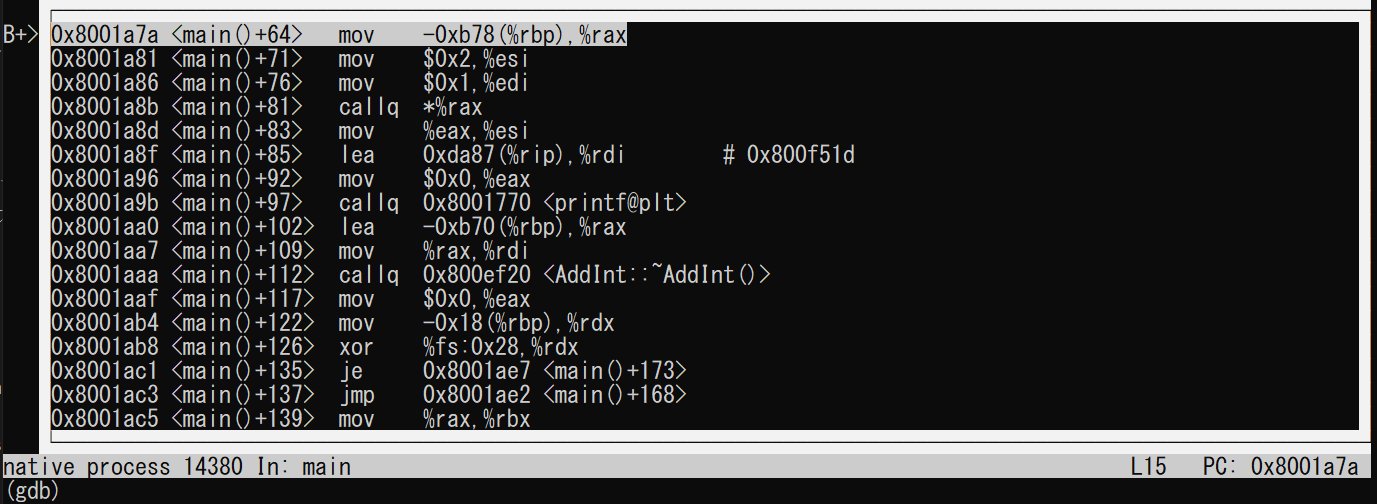 B+> 0x8001a7a <main()+64> mov -0xb78(%rbp),%rax
0x8001a81 <main()+71> mov $0x2,%esi
0x8001a86 <main()+76> mov $0x1,%edi
0x8001a8b <main()+81> callq *%rax
0x8001a8d <main()+83> mov %eax,%esi
0x8001a8f <main()+85> lea 0xda87(%rip),%rdi # 0x800f51d
0x8001a96 <main()+92> mov $0x0,%eax
0x8001a9b <main()+97> callq 0x8001770 <printf@plt>
0x8001aa0 <main()+102> lea -0xb70(%rbp),%rax
0x8001aa7 <main()+109> mov %rax,%rdi
0x8001aaa <main()+112> callq 0x800ef20 <AddInt::~AddInt()>
0x8001aaf <main()+117> mov $0x0,%eax
0x8001ab4 <main()+122> mov -0x18(%rbp),%rdx
0x8001ab8 <main()+126> xor %fs:0x28,%rdx
0x8001ac1 <main()+135> je 0x8001ae7 <main()+173>
0x8001ac3 <main()+137> jmp 0x8001ae2 <main()+168>
0x8001ac5 <main()+139> mov %rax,%rbx
native process 14380 In: main L15 PC: 0x8001a7a
(gdb)